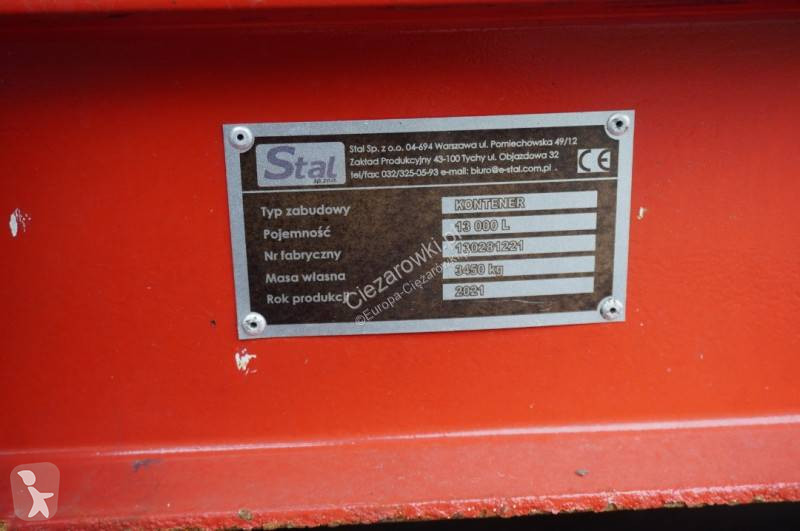 Stal
sp. z o.o.
Stal Sp. z o.o. 04-694 Warszawa ul. Pomiechowska 49/12
Zakład Produkcyjny 43-100 Tychy ul. Objazdowa 32
tel/fax: 032/325-05-93 e-mail: biuro@e-stal.com.pl .
CE
Typ zabudowy KONTENER
Pojemność 13 000 L
Nr fabryczny 130281221
Masa własna 3450 kg
Rok produkcji 2021
Ciezarowki.pl
©Europa-Ciężarówki.pl